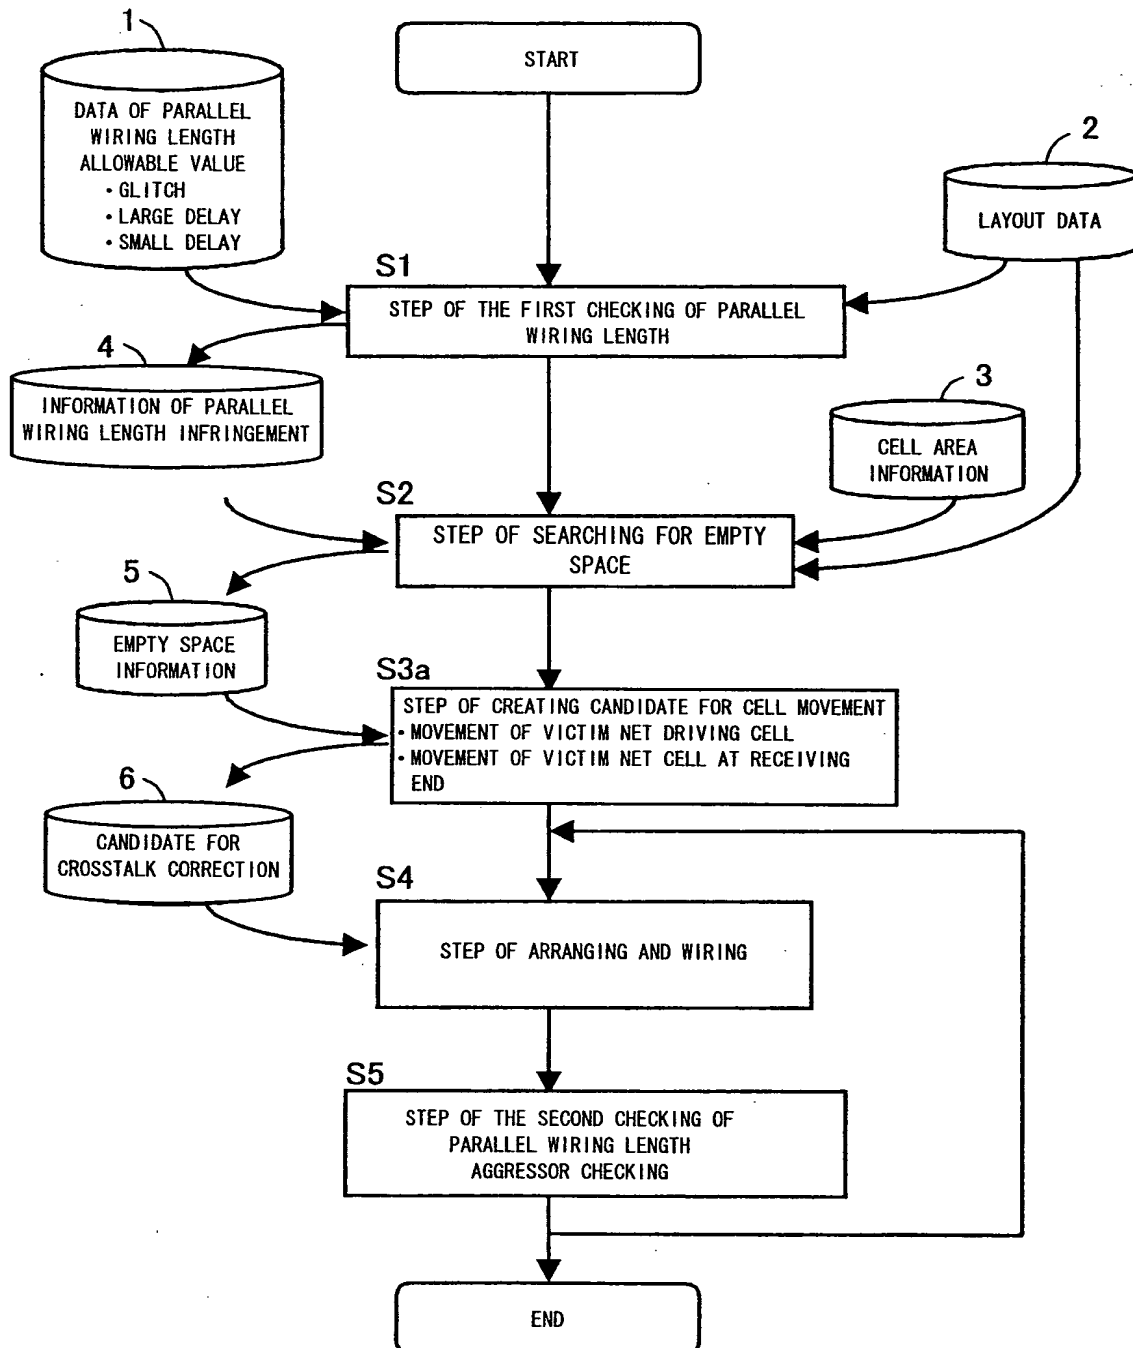 1
START
DATA OF PARALLEL
WIRING LENGTH
ALLOWABLE VALUE
・GLITCH
・LARGE DELAY
・SMALL DELAY
2
LAYOUT DATA
S1
STEP OF THE FIRST CHECKING OF PARALLEL
WIRING LENGTH
4
INFORMATION OF PARALLEL
WIRING LENGTH INFRINGEMENT
3
CELL AREA
INFORMATION
S2
STEP OF SEARCHING FOR EMPTY
SPACE
5
EMPTY SPACE
INFORMATION
S3a
STEP OF CREATING CANDIDATE FOR CELL MOVEMENT
・MOVEMENT OF VICTIM NET DRIVING CELL
・MOVEMENT OF VICTIM NET CELL AT RECEIVING
END
6
CANDIDATE FOR
CROSSTALK CORRECTION
S4
STEP OF ARRANGING AND WIRING
S5
STEP OF THE SECOND CHECKING OF
PARALLEL WIRING LENGTH
AGGRESSOR CHECKING
END